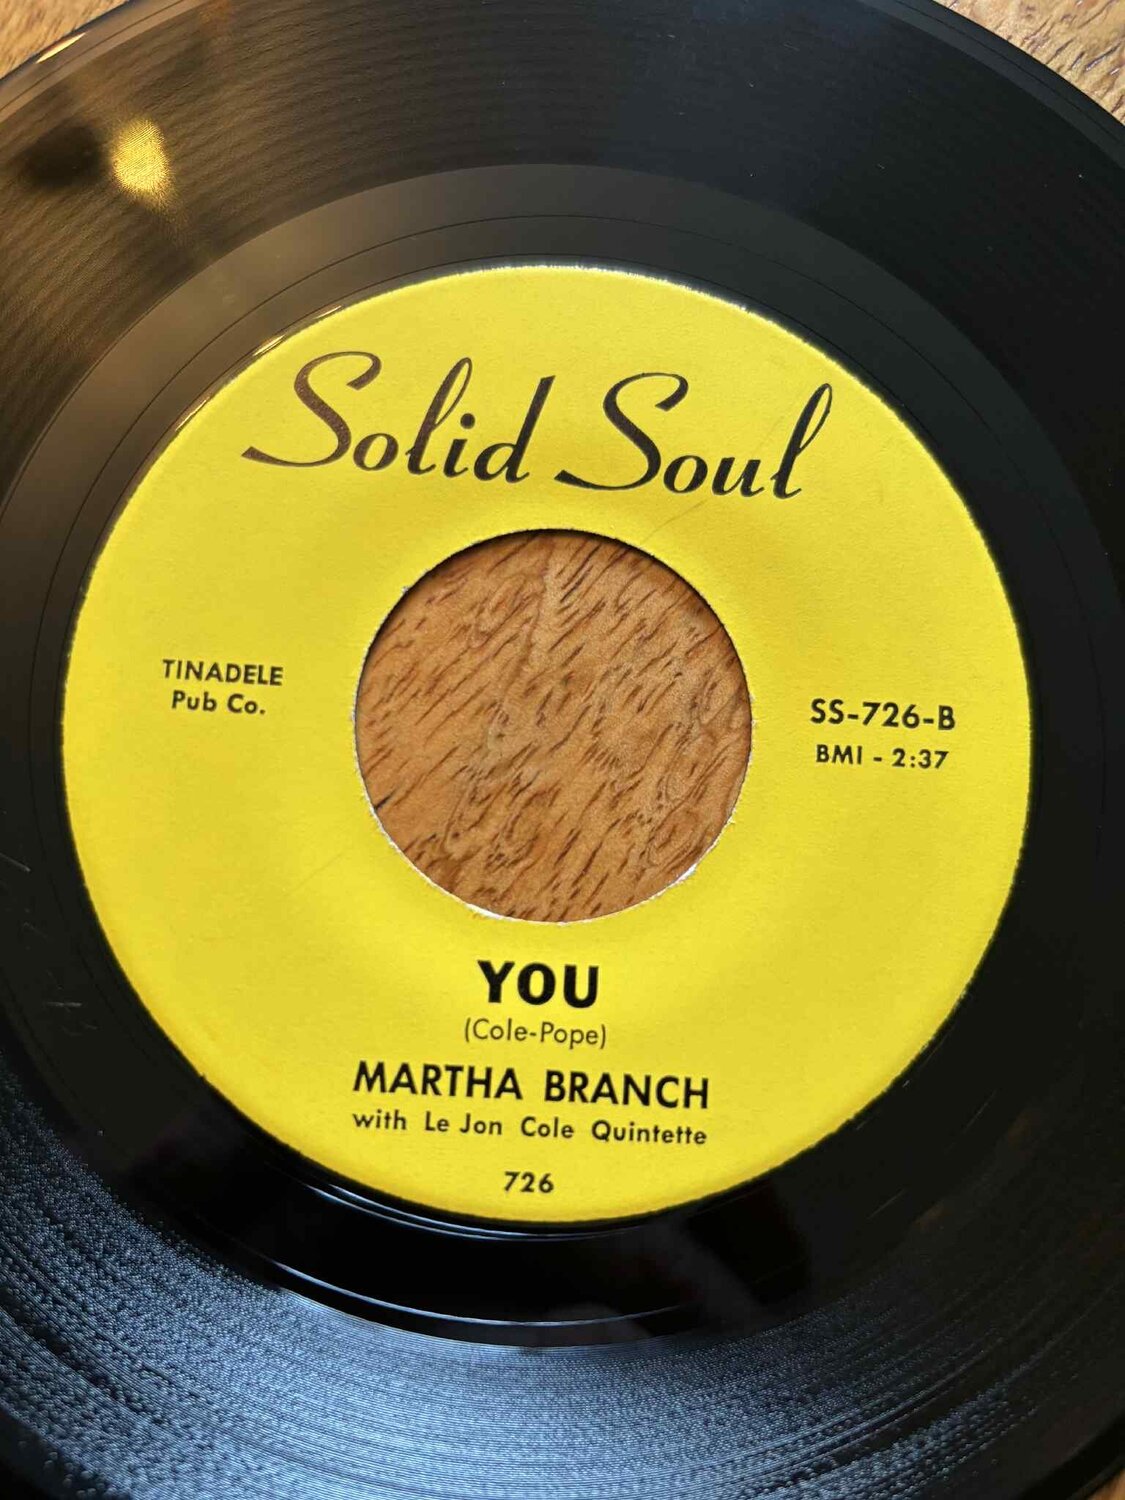 Solid Soul
TINADELE
Pub Co.
SS-726-B
BMI - 2:37
YOU
(Cole-Pope)
MARTHA BRANCH
with Le Jon Cole Quintette
726